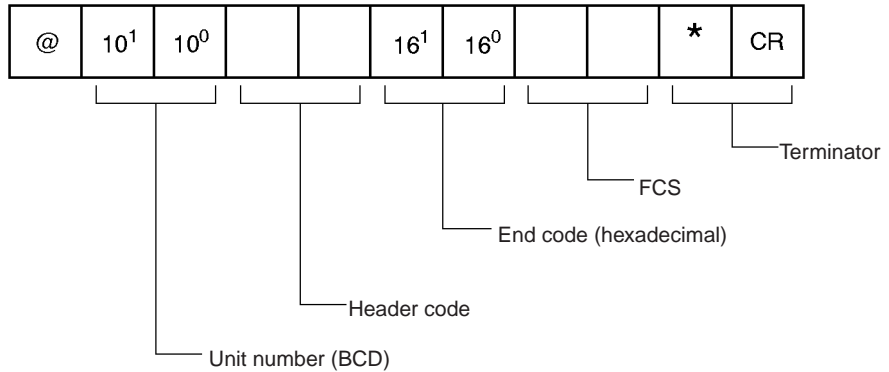 @ 10¹ 10⁰ 16¹ 16⁰ * CR
Terminator
FCS
End code (hexadecimal)
Header code
Unit number (BCD)